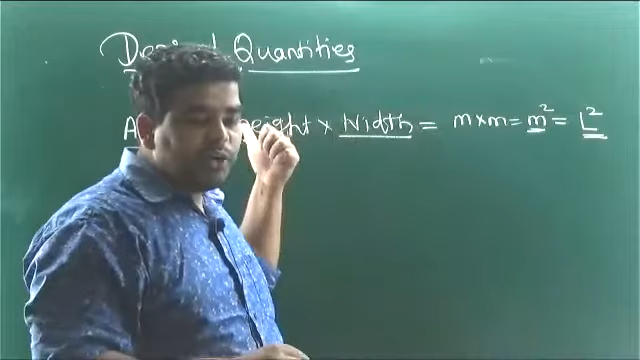 Quantities
× Width = m×m = m² = L²